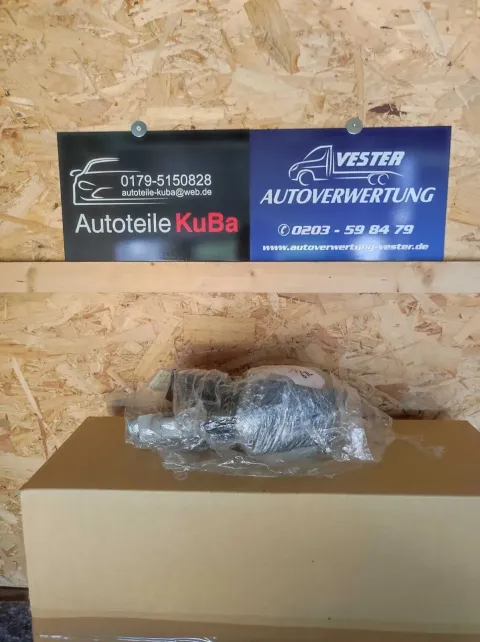 0179-5150828
autoteile-kuba@web.de
Autoteile KuBa
VESTER
AUTOVERWERTUNG
✆ 0203 - 59 84 79
www.autoverwertung-vester.de